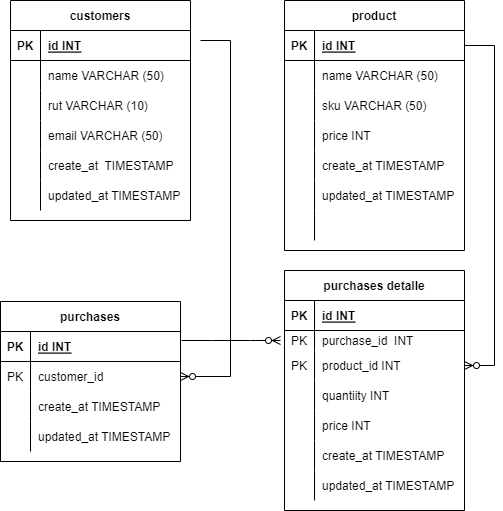 customers
PK id INT
name VARCHAR (50)
rut VARCHAR (10)
email VARCHAR (50)
create_at TIMESTAMP
updated_at TIMESTAMP
product
PK id INT
name VARCHAR (50)
sku VARCHAR (50)
price INT
create_at TIMESTAMP
updated_at TIMESTAMP
purchases
PK id INT
PK customer_id
create_at TIMESTAMP
updated_at TIMESTAMP
purchases detalle
PK id INT
PK purchase_id INT
PK product_id INT
quantiity INT
price INT
create_at TIMESTAMP
updated_at TIMESTAMP